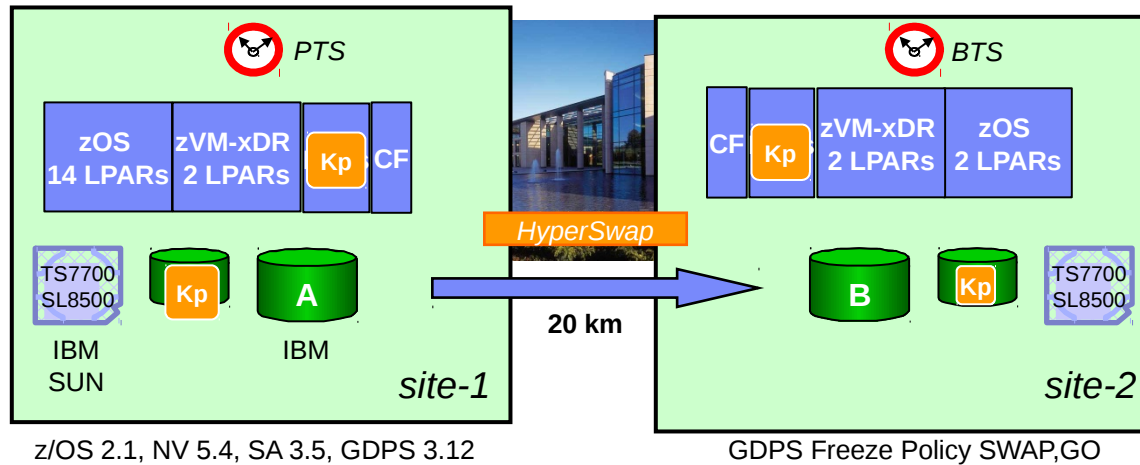 PTS
BTS
zOS
14 LPARs
zVM-xDR
2 LPARs
Kp
CF
CF
Kp
zVM-xDR
2 LPARs
zOS
2 LPARs
HyperSwap
TS7700
SL8500
Kp
A
B
Kp
TS7700
SL8500
20 km
IBM
SUN
IBM
site-1
site-2
z/OS 2.1, NV 5.4, SA 3.5, GDPS 3.12
GDPS Freeze Policy SWAP,GO